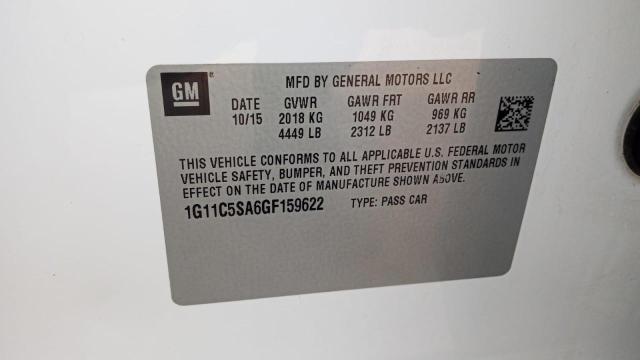 GM
MFD BY GENERAL MOTORS LLC
DATE GVWR GAWR FRT GAWR RR
10/15 2018 KG 1049 KG 969 KG
4449 LB 2312 LB 2137 LB
THIS VEHICLE CONFORMS TO ALL APPLICABLE U.S. FEDERAL MOTOR
VEHICLE SAFETY, BUMPER, AND THEFT PREVENTION STANDARDS IN
EFFECT ON THE DATE OF MANUFACTURE SHOWN ABOVE.
1G11C5SA6GF159622 TYPE: PASS CAR